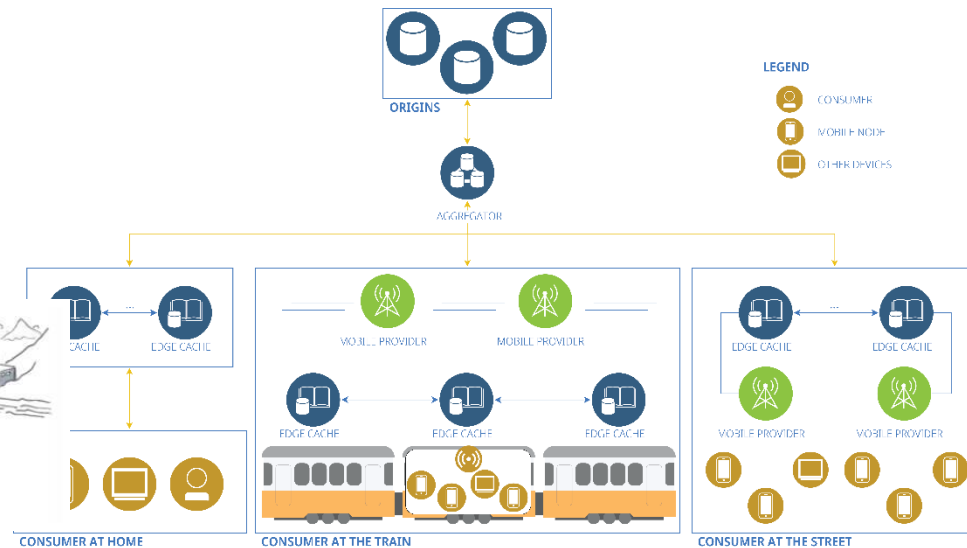 ORIGINS
LEGEND
CONSUMER
MOBILE NODE
OTHER DEVICES
AGGREGATOR
...
CACHE
EDGE CACHE
MOBILE PROVIDER
MOBILE PROVIDER
EDGE CACHE
EDGE CACHE
EDGE CACHE
...
EDGE CACHE
EDGE CACHE
MOBILE PROVIDER
MOBILE PROVIDER
CONSUMER AT HOME
CONSUMER AT THE TRAIN
CONSUMER AT THE STREET